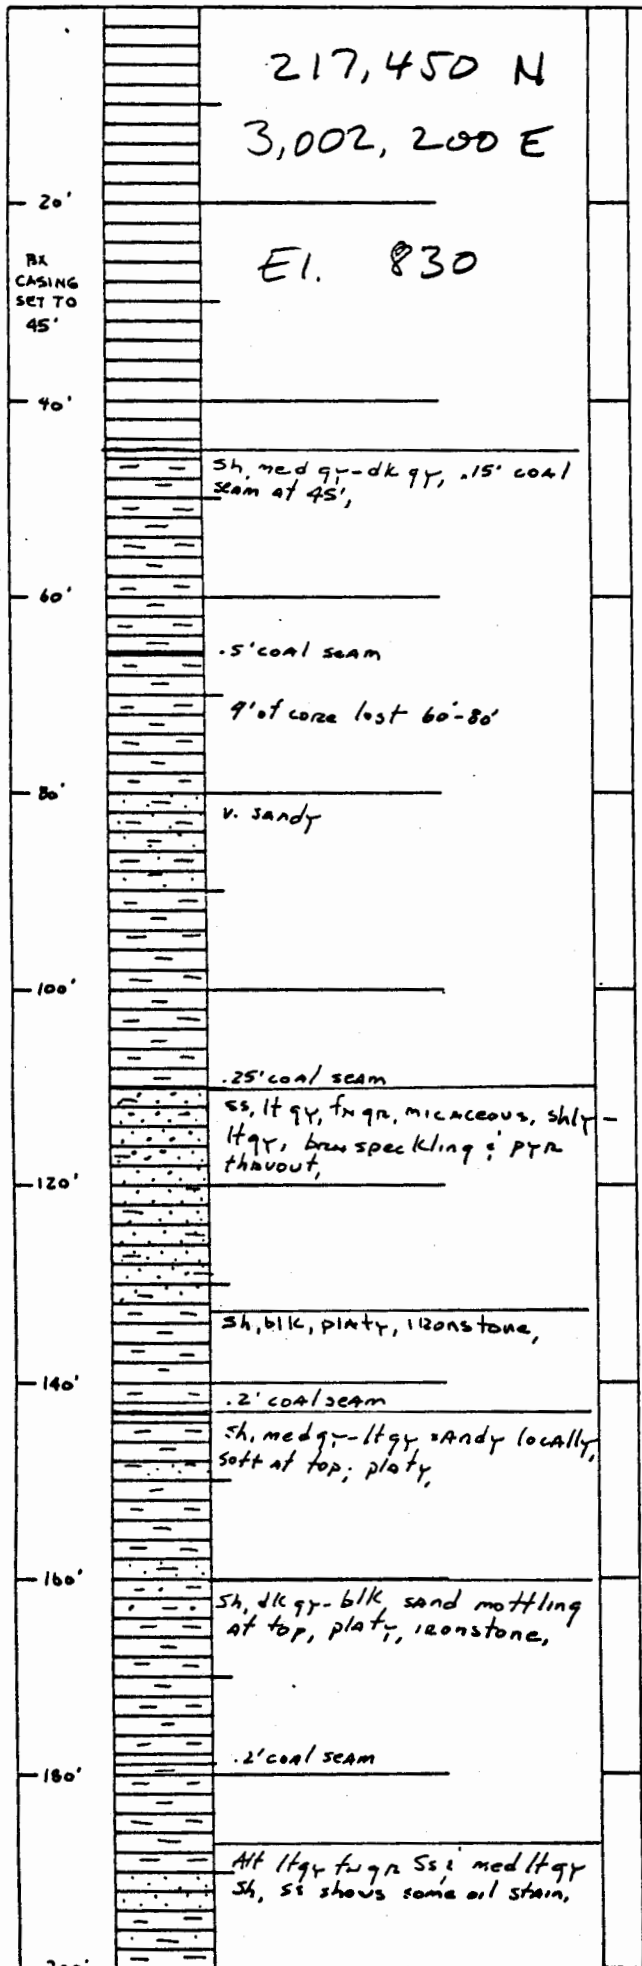 217,450 N
3,002,200 E
20'
El. 830
BX
CASING
SET TO
45'
40'
Sh, med gy-dk gy, .15' coal
seam at 45',
60'
.5' coal seam
9' of core lost 60'-80'
80'
v. sandy
100'
.25' coal seam
ss, lt gy, fn gr, micaceous, shly -
lt gy, brn speckling & pyr
thruout,
120'
Sh, blk, platy, ironstone,
140'
.2' coal seam
Sh, med gy-lt gy sandy locally,
soft at top; platy,
160'
Sh, dk gy-blk, sand mottling
at top, platy, ironstone,
.2' coal seam
180'
Alt lt gy fn gr Ss & med lt gy
Sh, ss shows some oil stain,